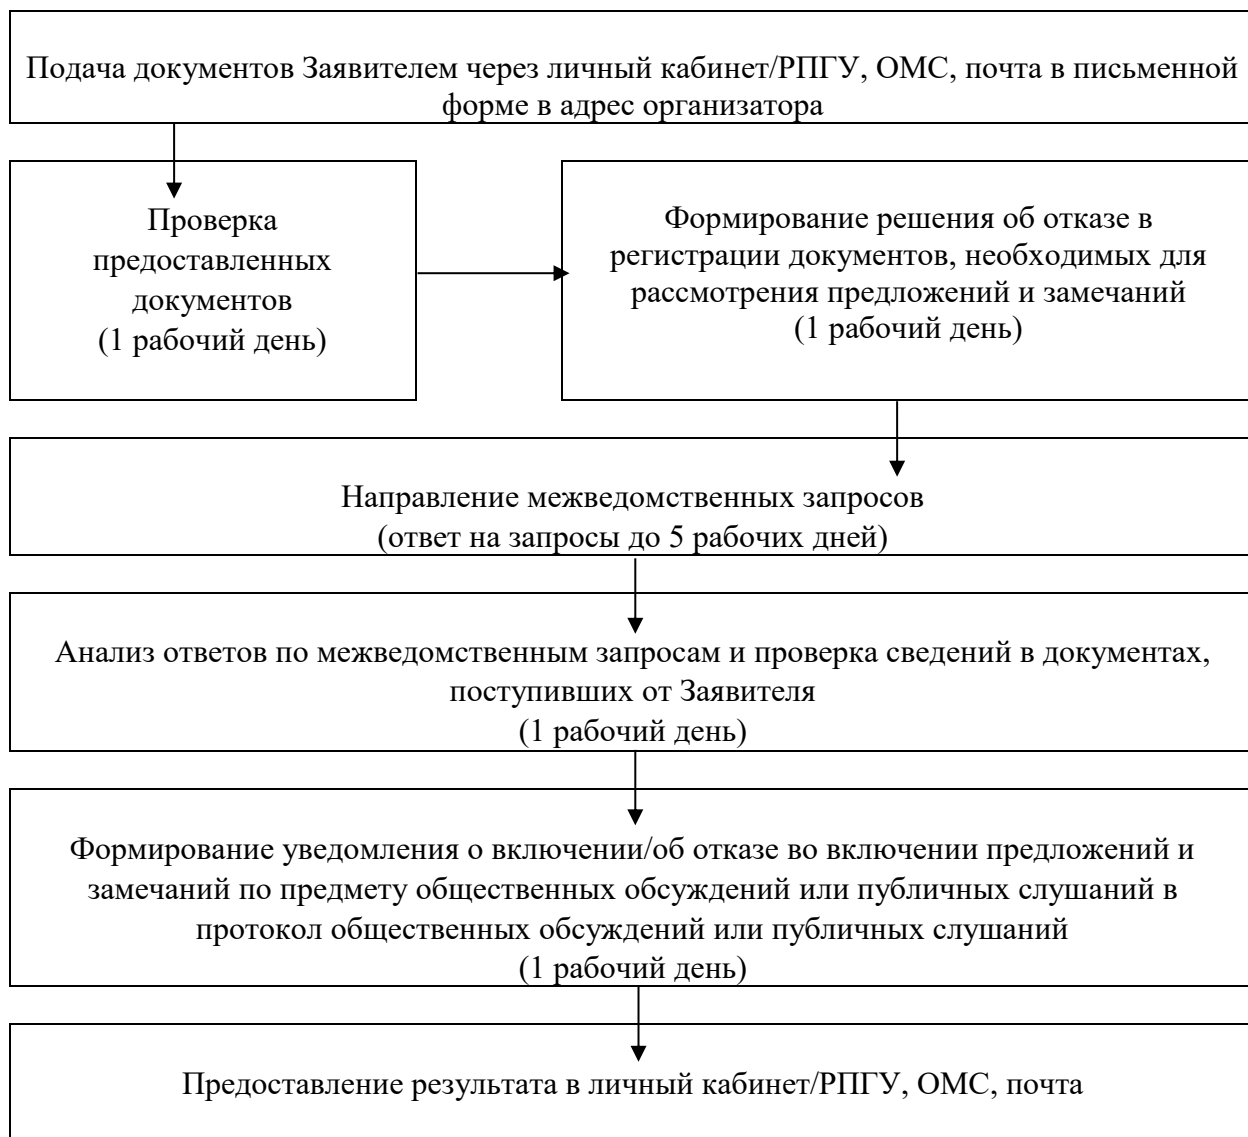 Подача документов Заявителем через личный кабинет/РПГУ, ОМС, почта в письменной
форме в адрес организатора
Проверка
предоставленных
документов
(1 рабочий день)
Формирование решения об отказе в
регистрации документов, необходимых для
рассмотрения предложений и замечаний
(1 рабочий день)
Направление межведомственных запросов
(ответ на запросы до 5 рабочих дней)
Анализ ответов по межведомственным запросам и проверка сведений в документах,
поступивших от Заявителя
(1 рабочий день)
Формирование уведомления о включении/об отказе во включении предложений и
замечаний по предмету общественных обсуждений или публичных слушаний в
протокол общественных обсуждений или публичных слушаний
(1 рабочий день)
Предоставление результата в личный кабинет/РПГУ, ОМС, почта